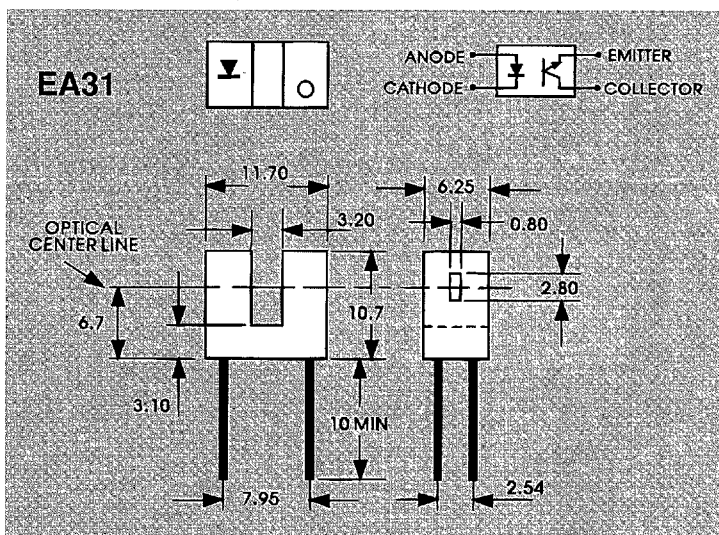 EA31
ANODE
EMITTER
CATHODE
COLLECTOR
11.70
6.25
3.20
0.80
OPTICAL
CENTER LINE
6.7
10.7
2.80
3.10
10 MIN
7.95
2.54